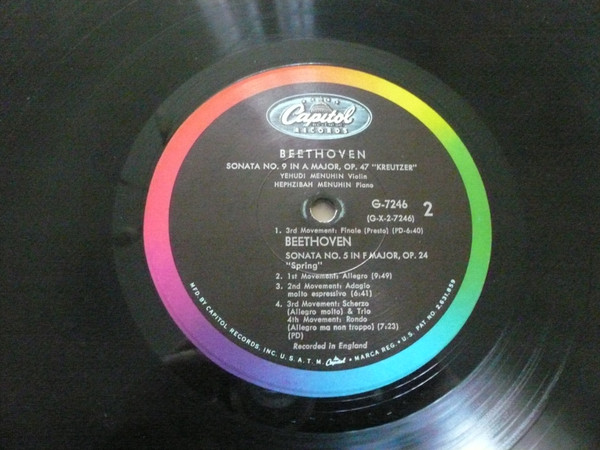 Capitol
RECORDS
BEETHOVEN
SONATA NO. 9 IN A MAJOR, OP. 47 "KREUTZER"
YEHUDI MENUHIN Violin
HEPHZIBAH MENUHIN Piano
G-7246
(G-X-2-7246)
2
1. 3rd Movement: Finale (Presto) (PD-6:40)
BEETHOVEN
SONATA NO. 5 IN F MAJOR, OP. 24
"Spring"
2. 1st Movement: Allegro (9:49)
3. 2nd Movement: Adagio
molto espressivo (6:41)
4. 3rd Movement: Scherzo
(Allegro molto) & Trio
4th Movement: Rondo
(Allegro ma non troppo) (7:23)
(PD)
Recorded in England
MFD. BY CAPITOL RECORDS, INC. U.S.A. T.M. Capitol • MARCA REG. • U.S. PAT. NO. 2,631,859